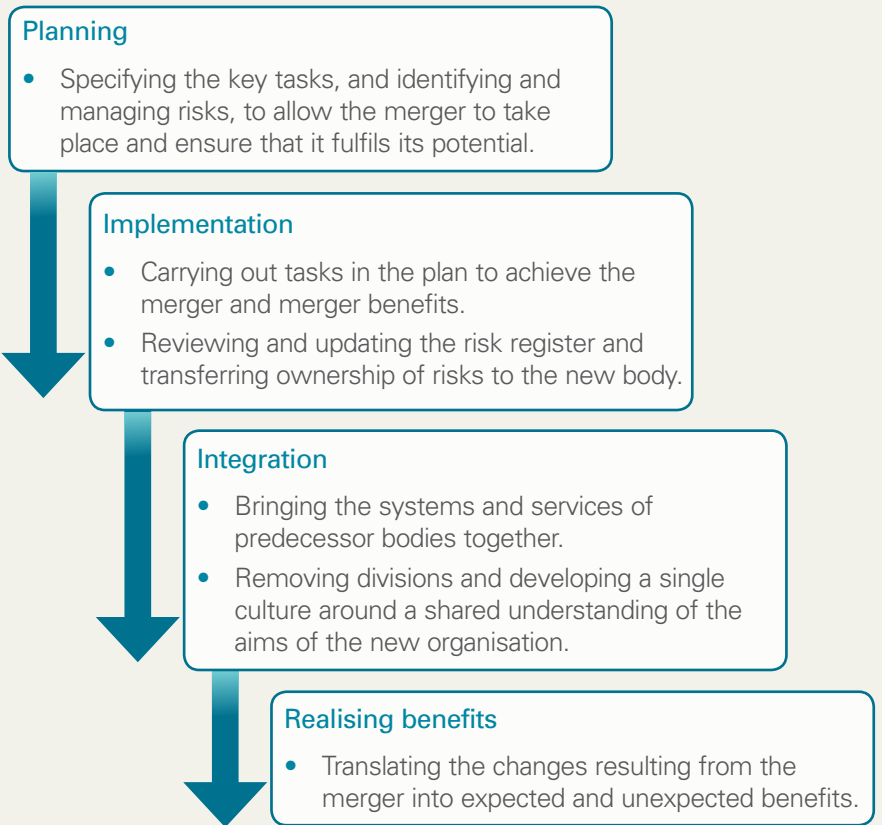 Planning
• Specifying the key tasks, and identifying and
managing risks, to allow the merger to take
place and ensure that it fulfils its potential.
Implementation
• Carrying out tasks in the plan to achieve the
merger and merger benefits.
• Reviewing and updating the risk register and
transferring ownership of risks to the new body.
Integration
• Bringing the systems and services of
predecessor bodies together.
• Removing divisions and developing a single
culture around a shared understanding of the
aims of the new organisation.
Realising benefits
• Translating the changes resulting from the
merger into expected and unexpected benefits.